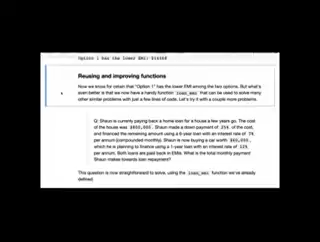 Option 1 has the lower EMI: $14460
Reusing and improving functions
Now we know for certain that "Option 1" has the lower EMI among the two options. But what's
even better is that we now have a handy function loan_emi that can be used to solve many
other similar problems with just a few lines of code. Let's try it with a couple more problems.
Q: Shaun is currently paying back a home loan for a house a few years go. The cost
of the house was $800,000. Shaun made a down payment of 25% of the cost,
and financed the remaining amount using a 6-year loan with an interest rate of 7%
per annum (compounded monthly). Shaun is now buying a car worth $60,000,
which he is planning to finance using a 1-year loan with an interest rate of 12%
per annum. Both loans are paid back in EMIs. What is the total monthly payment
Shaun makes towards loan repayment?
This question is now straightforward to solve, using the loan_emi function we've already
defined.